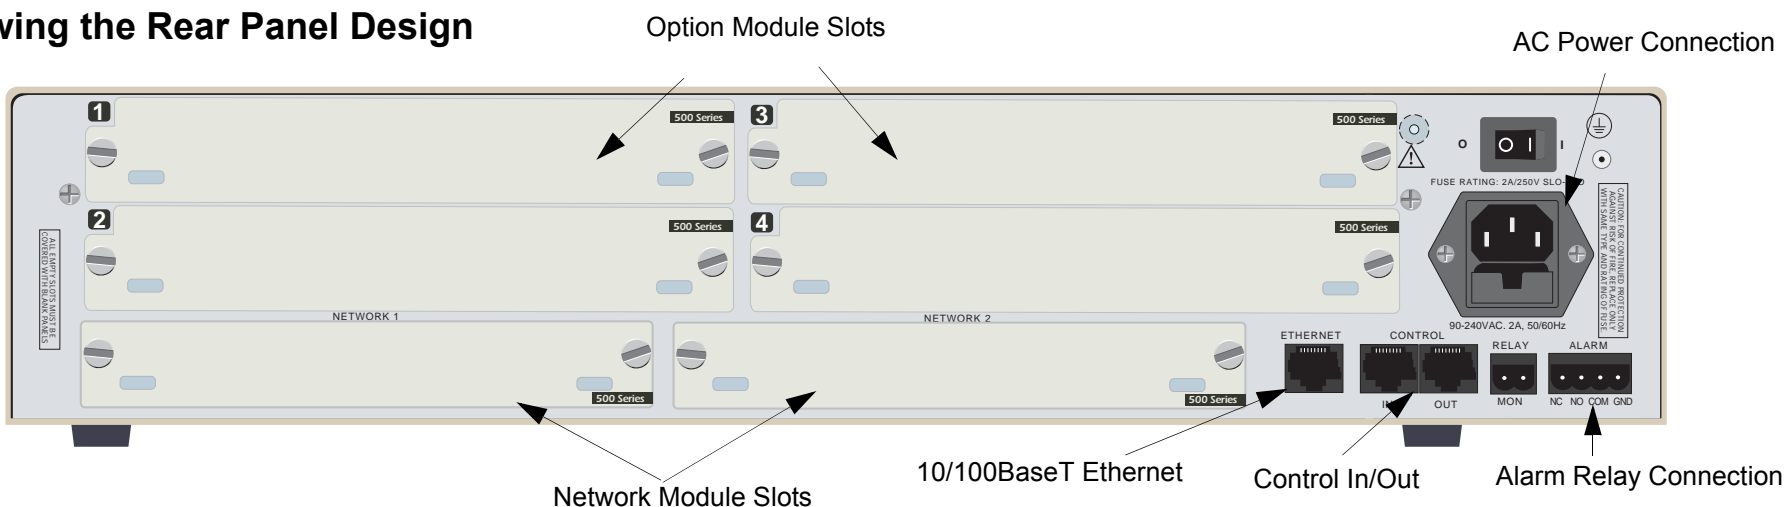 wing the Rear Panel Design
Option Module Slots
AC Power Connection
1
500 Series
3
500 Series
O
O I
I
FUSE RATING: 2A/250V SLO-
2
500 Series
4
500 Series
ALL EMPTY SLOTS MUST BE
COVERED WITH BLANK PANELS
CAUTION: FOR CONTINUED PROTECTION
AGAINST RISK OF FIRE, REPLACE ONLY
WITH SAME TYPE AND RATING OF FUSE.
NETWORK 1
NETWORK 2
90-240VAC. 2A, 50/60Hz
ETHERNET
CONTROL
RELAY
ALARM
500 Series
500 Series
IN
OUT
MON
NC NO COM GND
10/100BaseT Ethernet
Control In/Out
Alarm Relay Connection
Network Module Slots